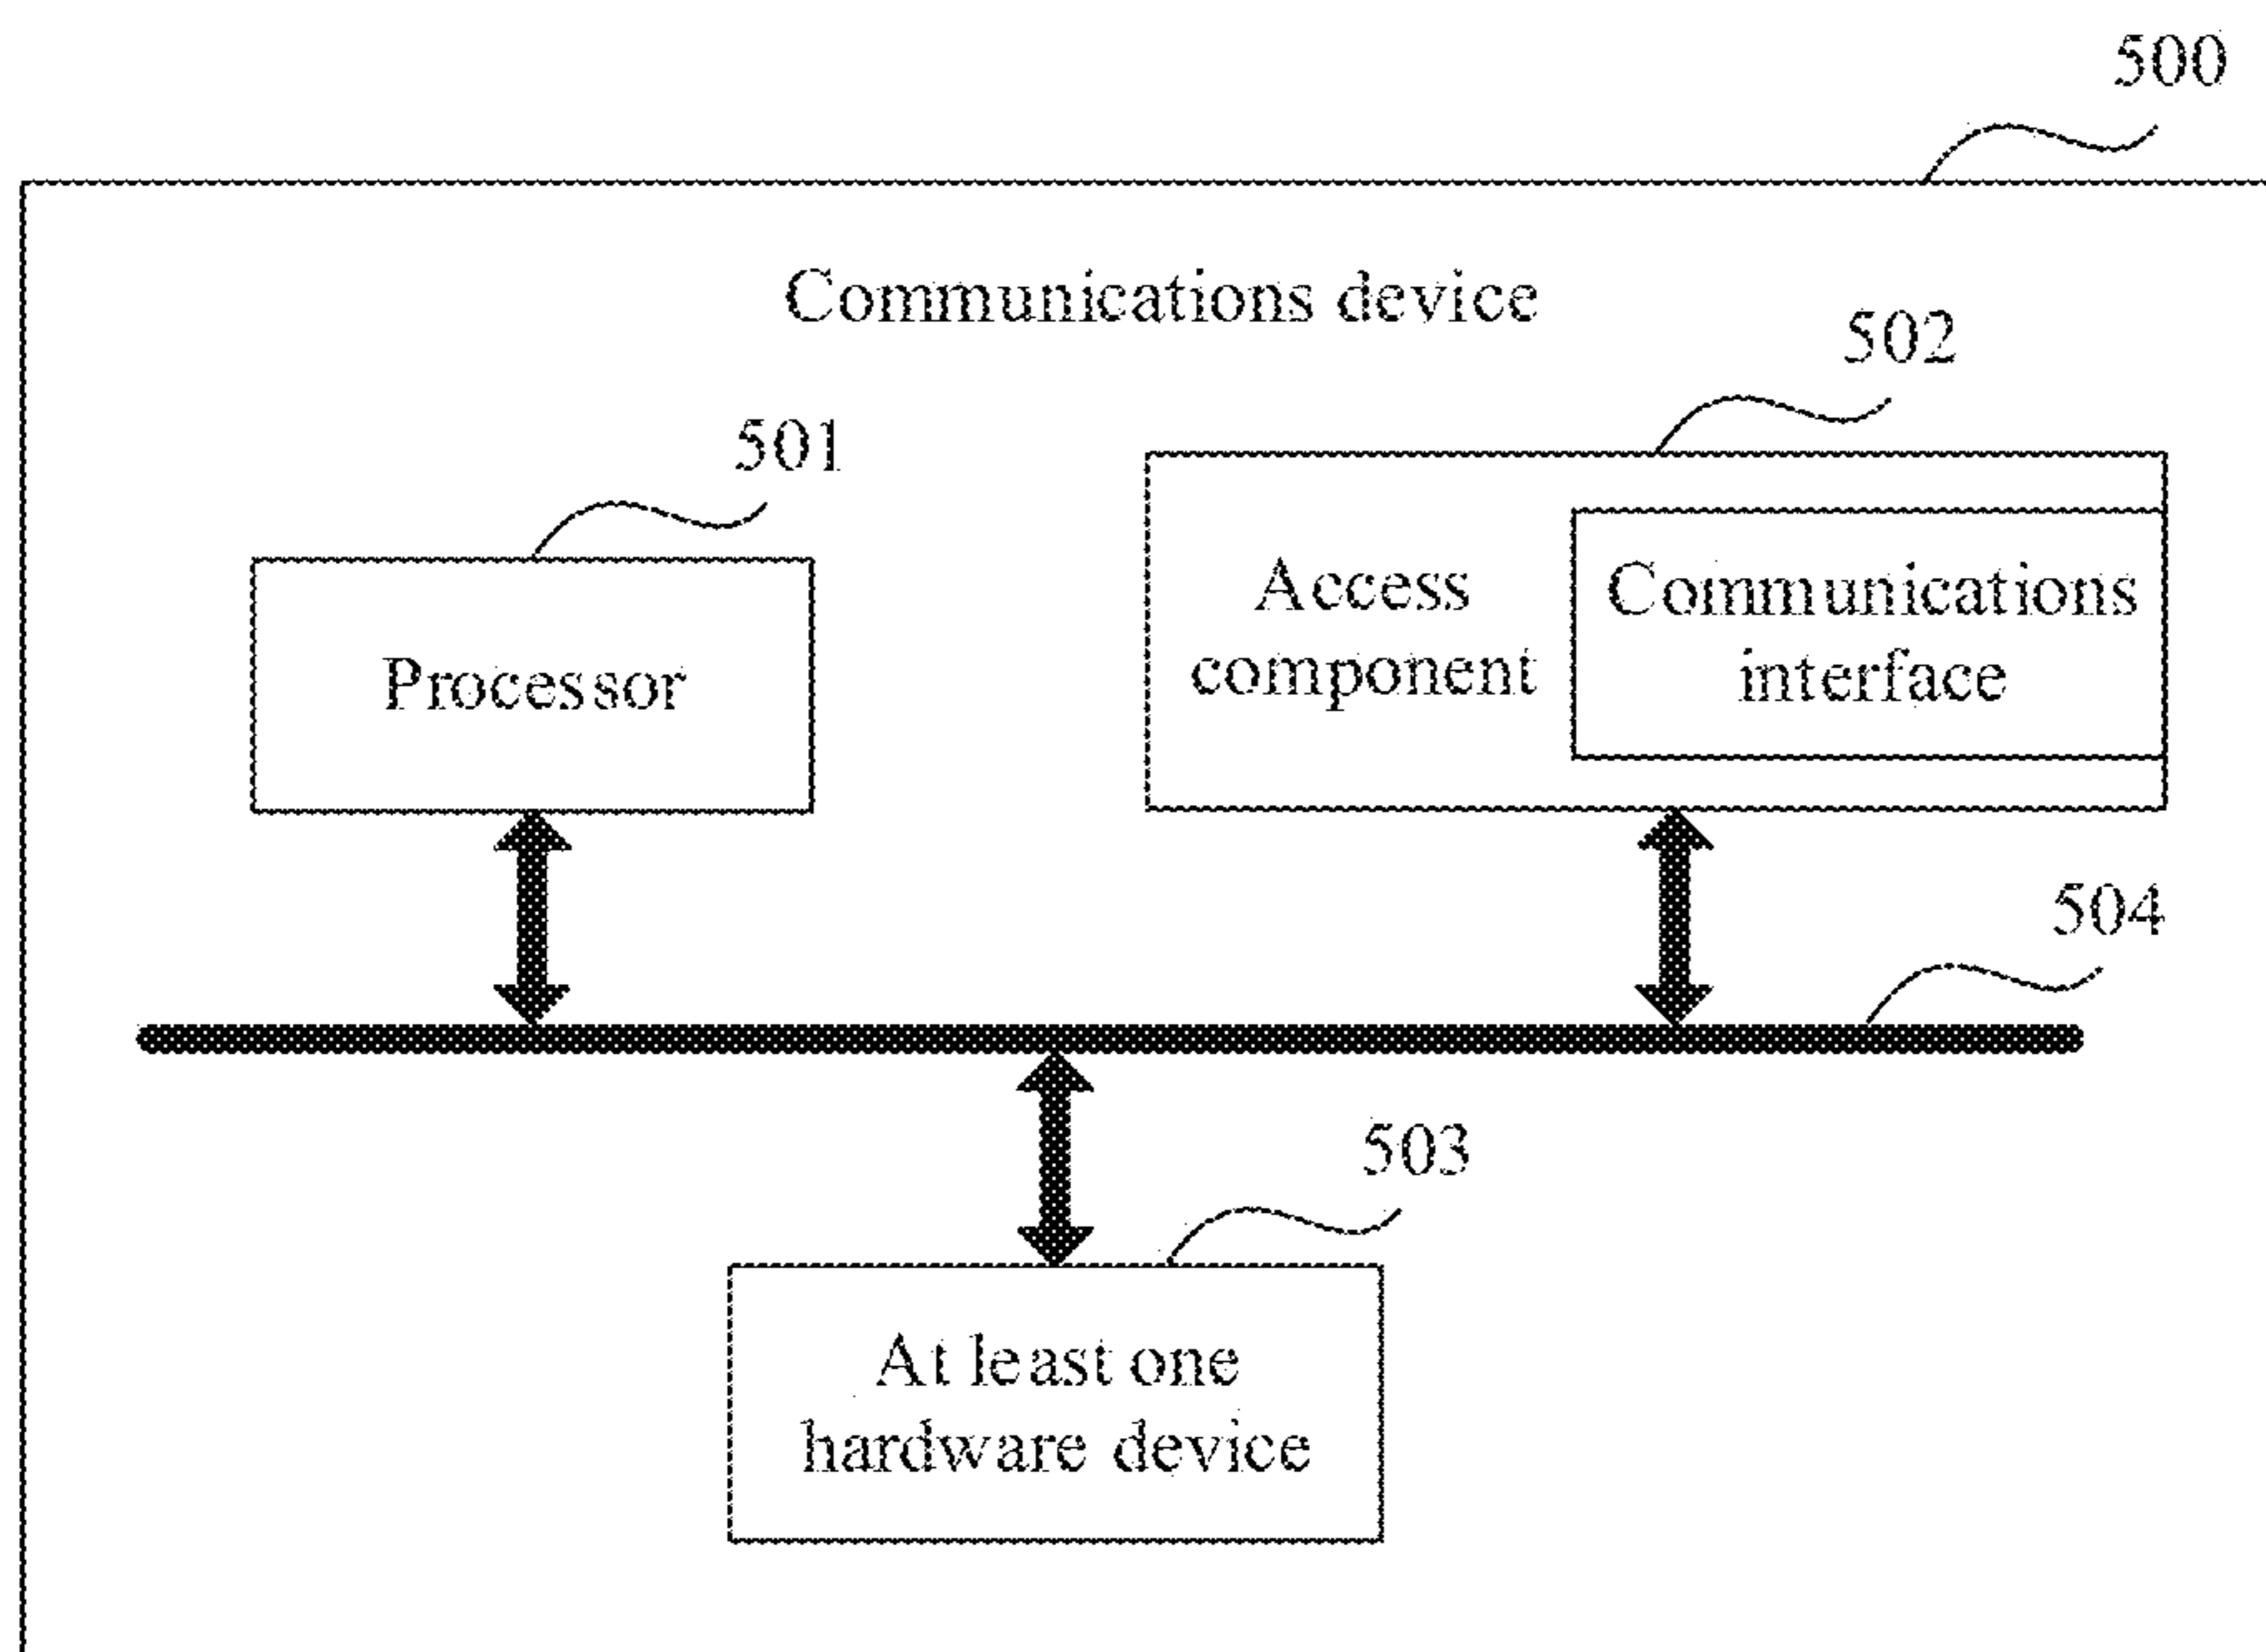 500
Communications device
502
501
Access
component
Communications
interface
Processor
504
503
At least one
hardware device